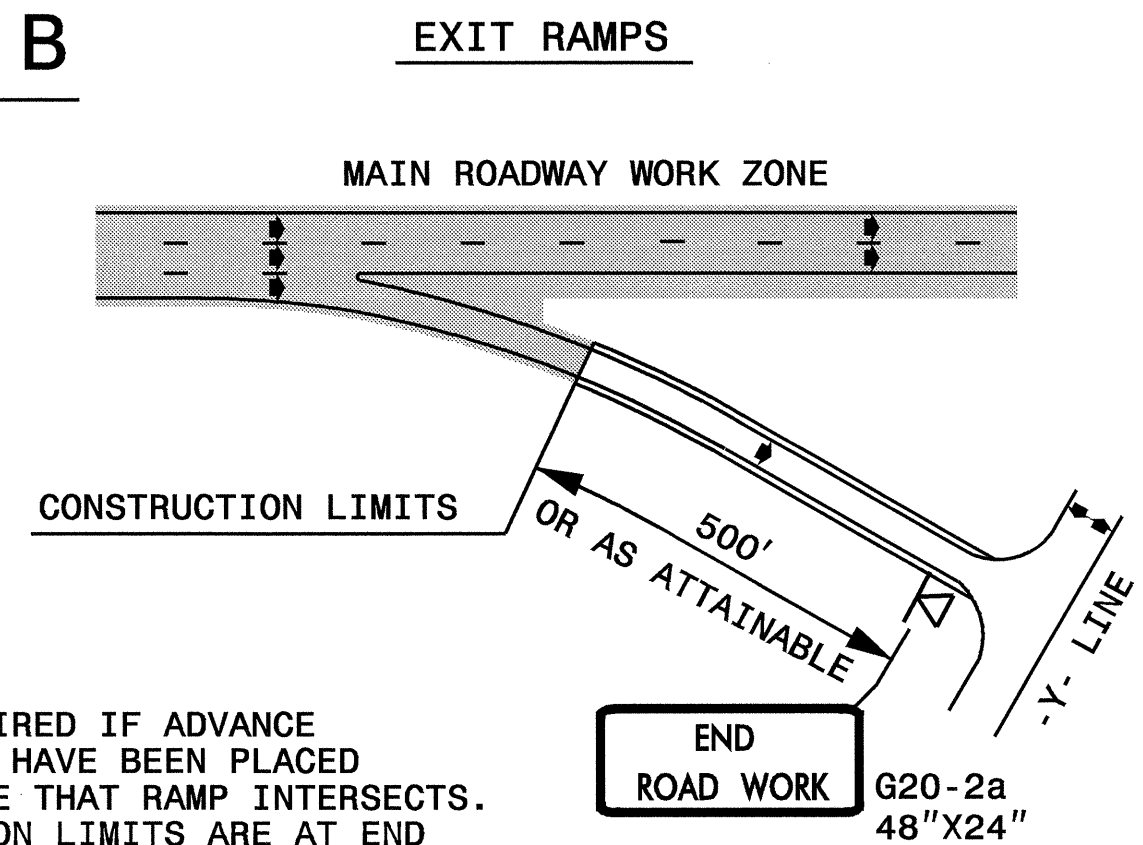 B
EXIT RAMPS
MAIN ROADWAY WORK ZONE
CONSTRUCTION LIMITS
500'
OR AS ATTAINABLE
-Y- LINE
IRED IF ADVANCE
HAVE BEEN PLACED
E THAT RAMP INTERSECTS.
ON LIMITS ARE AT END
END
ROAD WORK
G20-2a
48"X24"